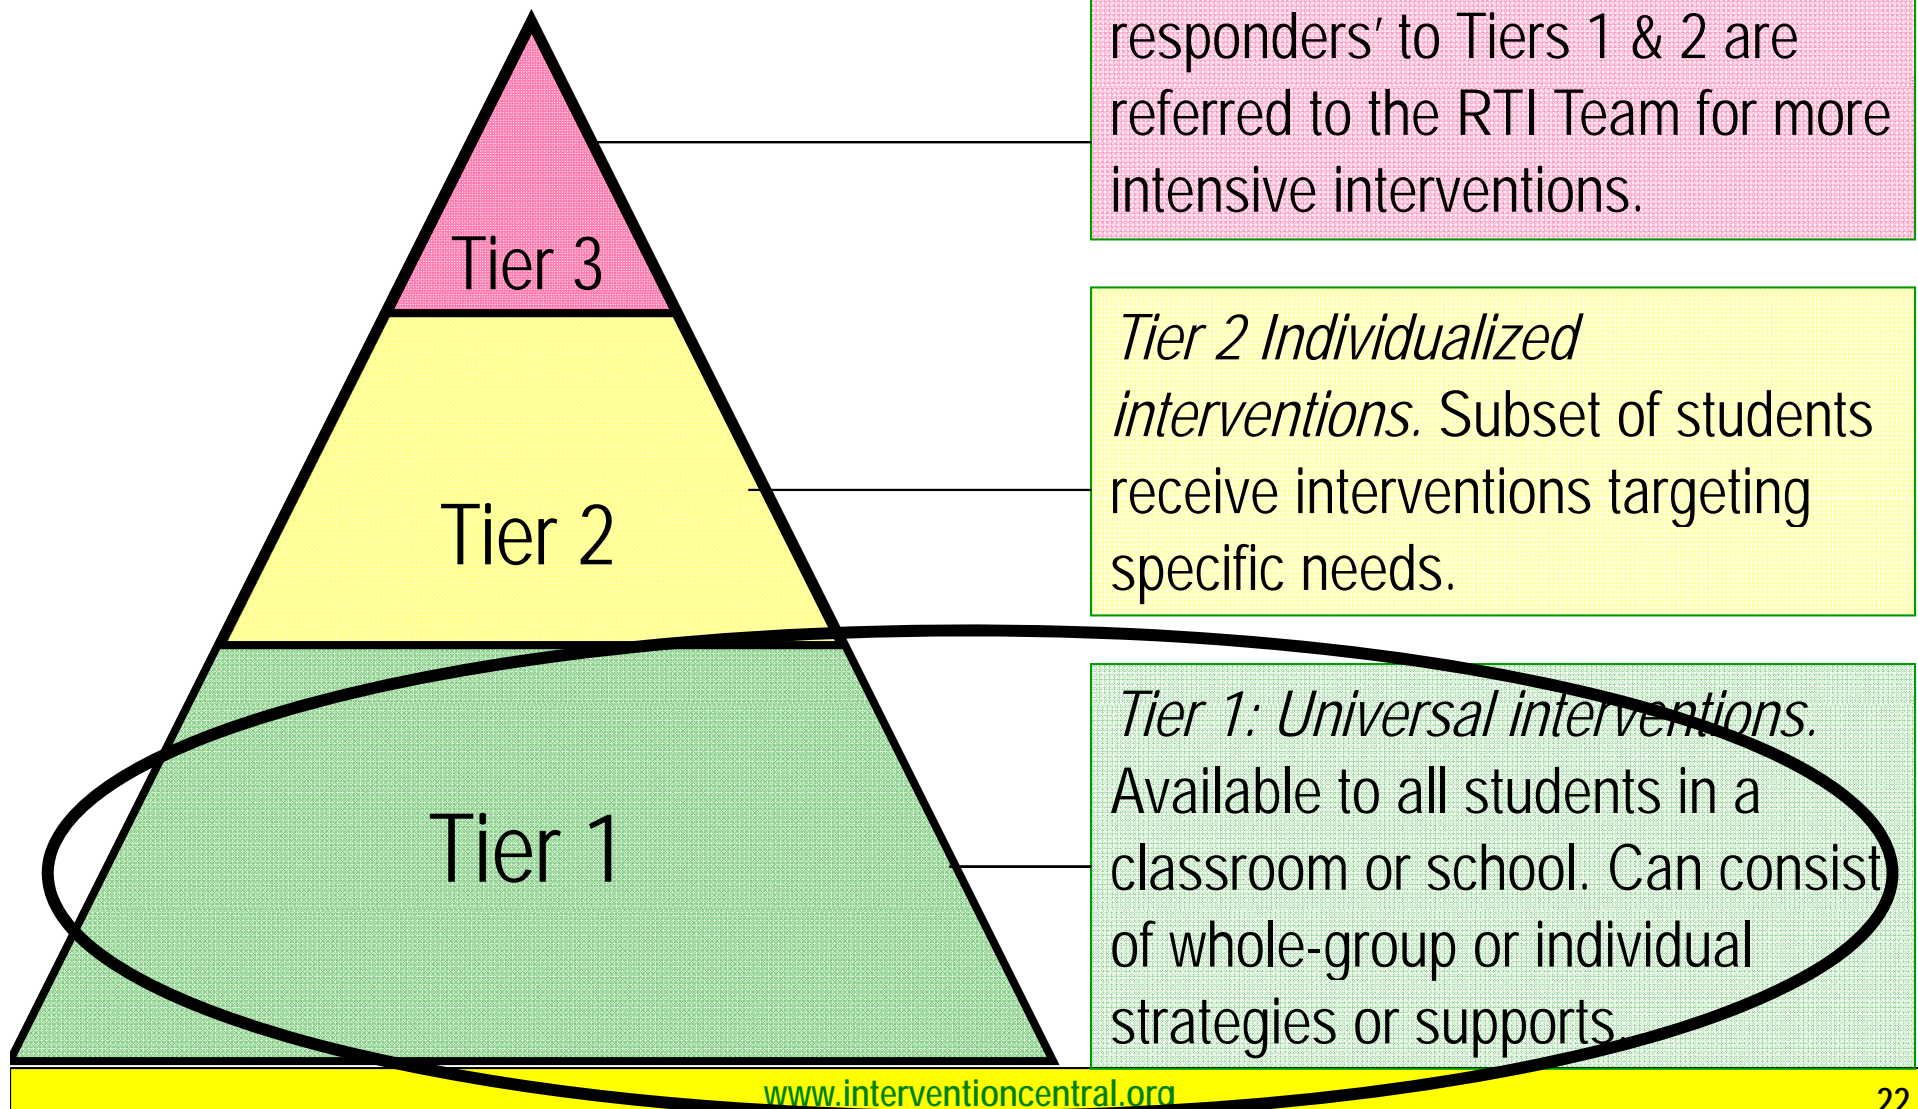 responders’ to Tiers 1 & 2 are
referred to the RTI Team for more
intensive interventions.
Tier 3
Tier 2 Individualized
interventions. Subset of students
receive interventions targeting
specific needs.
Tier 2
Tier 1: Universal interventions.
Available to all students in a
classroom or school. Can consist
of whole-group or individual
strategies or supports.
Tier 1
www.interventioncentral.org
22